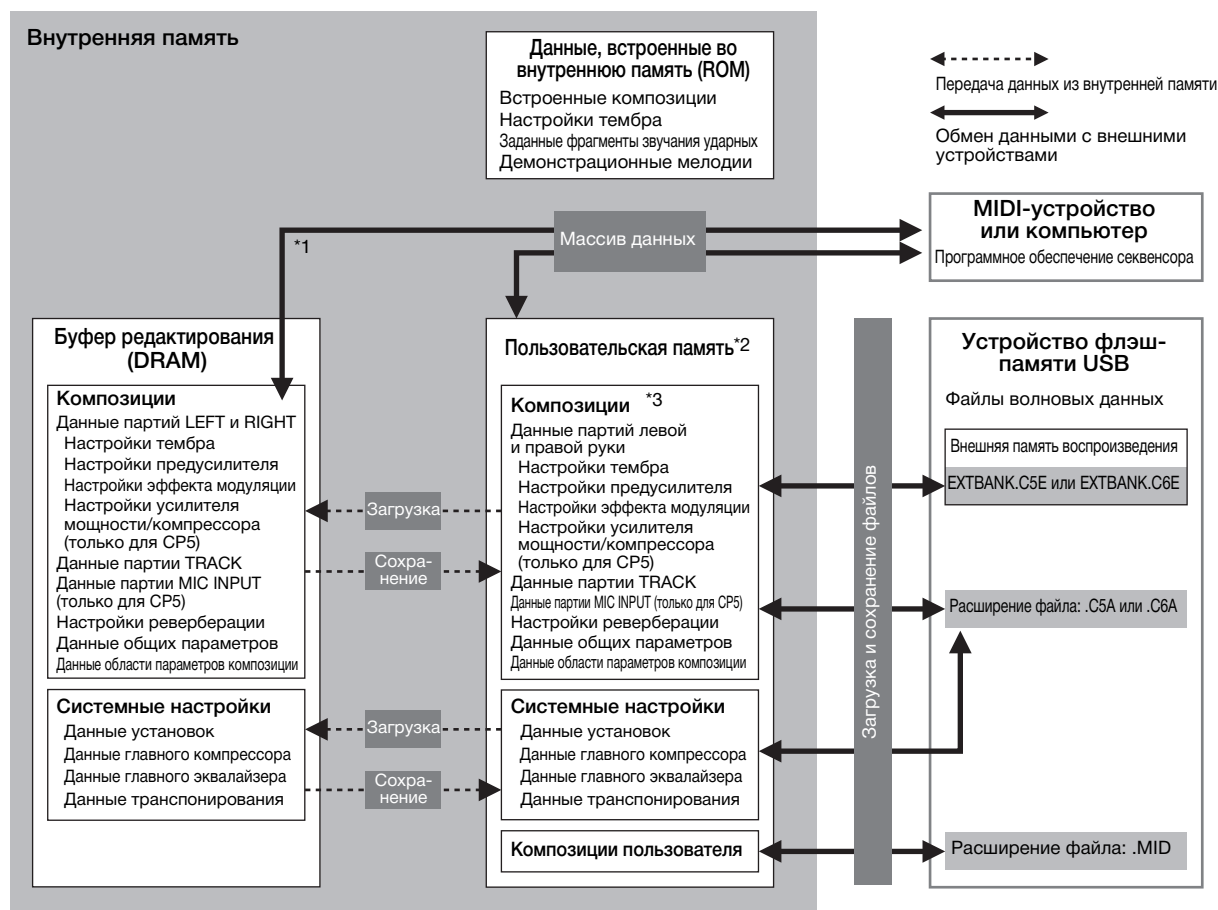 Внутренняя память
Данные, встроенные во
внутреннюю память (ROM)
Встроенные композиции
Настройки тембра
Заданные фрагменты звучания ударных
Демонстрационные мелодии
Передача данных из внутренней памяти
Обмен данными с внешними
устройствами
MIDI-устройство
или компьютер
Программное обеспечение секвенсора
Массив данных
*1
Буфер редактирования
(DRAM)
Композиции
Данные партий LEFT и RIGHT
Настройки тембра
Настройки предусилителя
Настройки эффекта модуляции
Настройки усилителя
мощности/компрессора
(только для CP5)
Данные партии TRACK
Данные партии MIC INPUT
(только для CP5)
Настройки реверберации
Данные общих параметров
Данные области параметров композиции
Системные настройки
Данные установок
Данные главного компрессора
Данные главного эквалайзера
Данные транспонирования
Загрузка
Сохра-
нение
Загрузка
Сохра-
нение
Пользовательская память*2
Композиции *3
Данные партий левой
и правой руки
Настройки тембра
Настройки предусилителя
Настройки эффекта модуляции
Настройки усилителя
мощности/компрессора
(только для CP5)
Данные партии TRACK
Данные партии MIC INPUT (только для CP5)
Настройки реверберации
Данные общих параметров
Данные области параметров композиции
Системные настройки
Данные установок
Данные главного компрессора
Данные главного эквалайзера
Данные транспонирования
Композиции пользователя
Загрузка и сохранение файлов
Устройство флэш-
памяти USB
Файлы волновых данных
Внешняя память воспроизведения
EXTBANK.C5E или EXTBANK.C6E
Расширение файла: .C5A или .C6A
Расширение файла: .MID